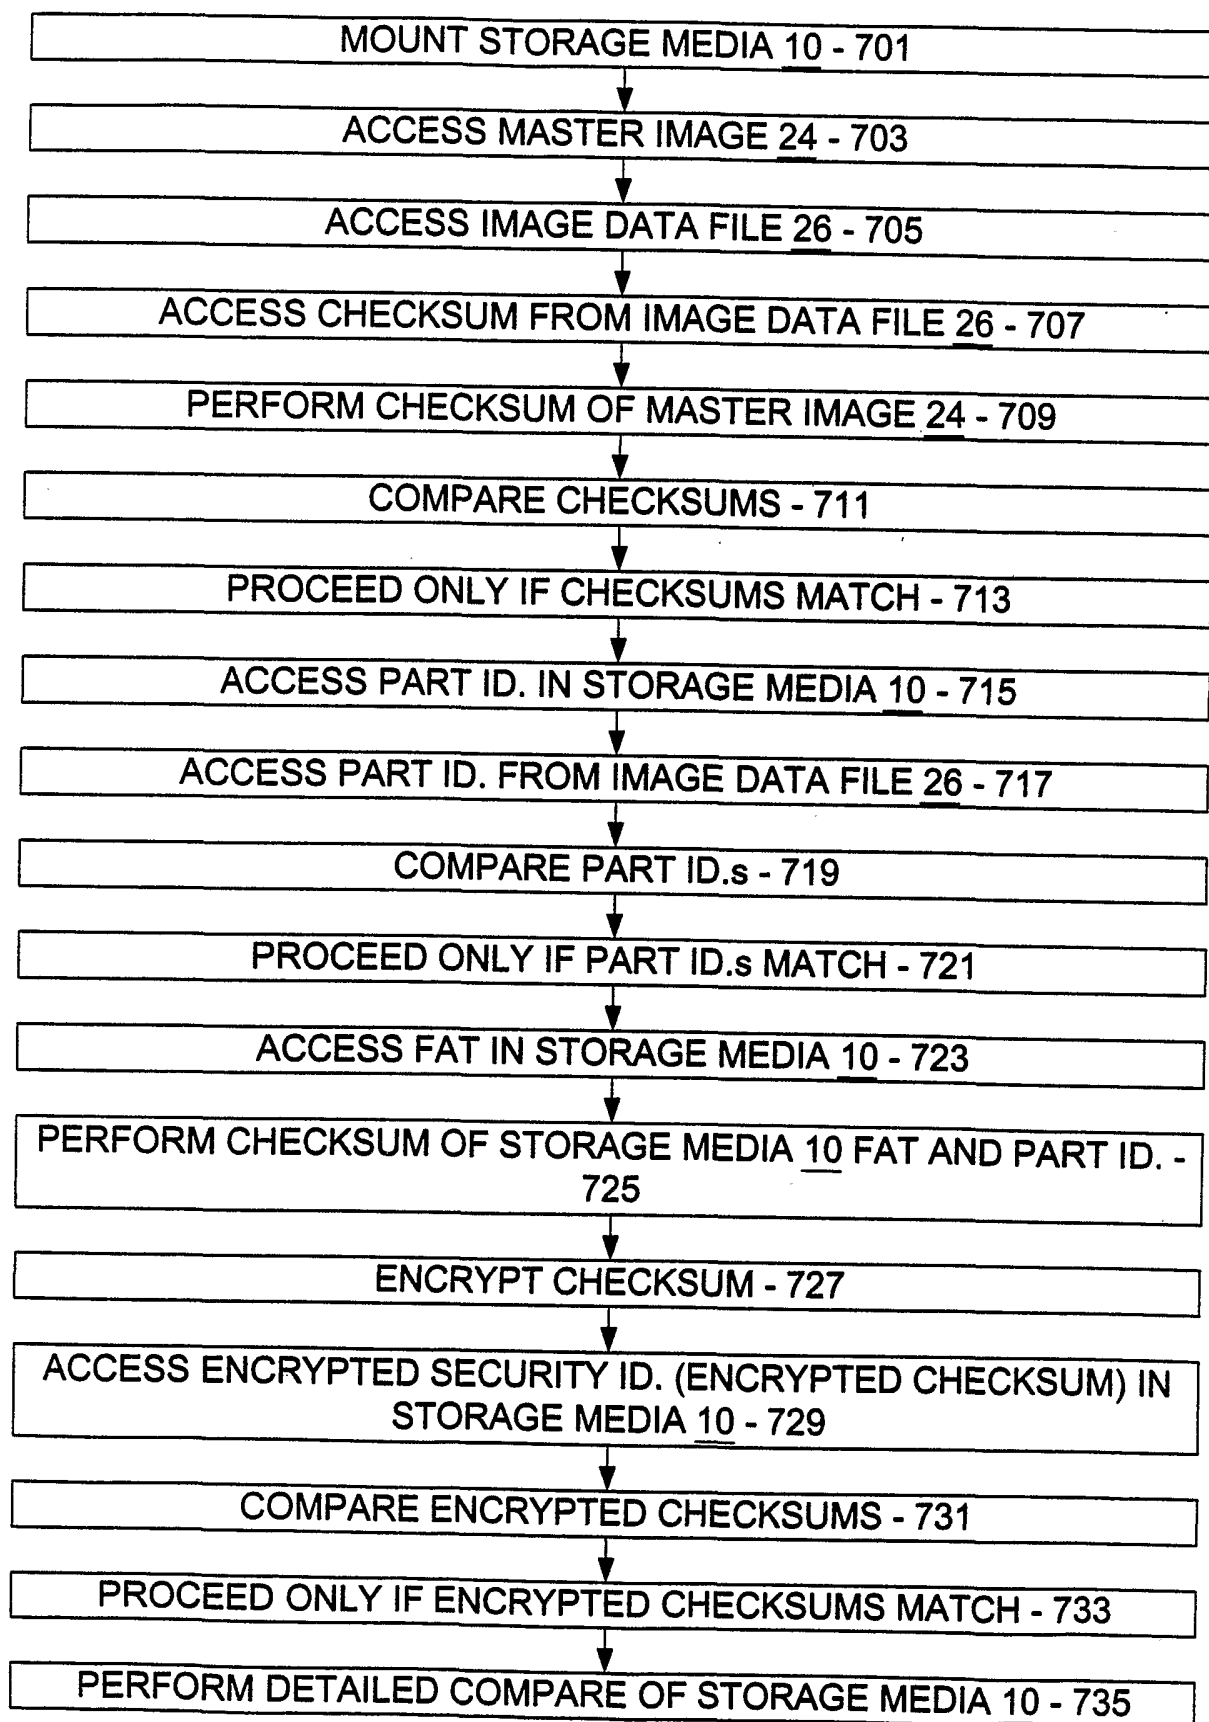 MOUNT STORAGE MEDIA 10 - 701
ACCESS MASTER IMAGE 24 - 703
ACCESS IMAGE DATA FILE 26 - 705
ACCESS CHECKSUM FROM IMAGE DATA FILE 26 - 707
PERFORM CHECKSUM OF MASTER IMAGE 24 - 709
COMPARE CHECKSUMS - 711
PROCEED ONLY IF CHECKSUMS MATCH - 713
ACCESS PART ID. IN STORAGE MEDIA 10 - 715
ACCESS PART ID. FROM IMAGE DATA FILE 26 - 717
COMPARE PART ID.s - 719
PROCEED ONLY IF PART ID.s MATCH - 721
ACCESS FAT IN STORAGE MEDIA 10 - 723
PERFORM CHECKSUM OF STORAGE MEDIA 10 FAT AND PART ID. -
725
ENCRYPT CHECKSUM - 727
ACCESS ENCRYPTED SECURITY ID. (ENCRYPTED CHECKSUM) IN
STORAGE MEDIA 10 - 729
COMPARE ENCRYPTED CHECKSUMS - 731
PROCEED ONLY IF ENCRYPTED CHECKSUMS MATCH - 733
PERFORM DETAILED COMPARE OF STORAGE MEDIA 10 - 735